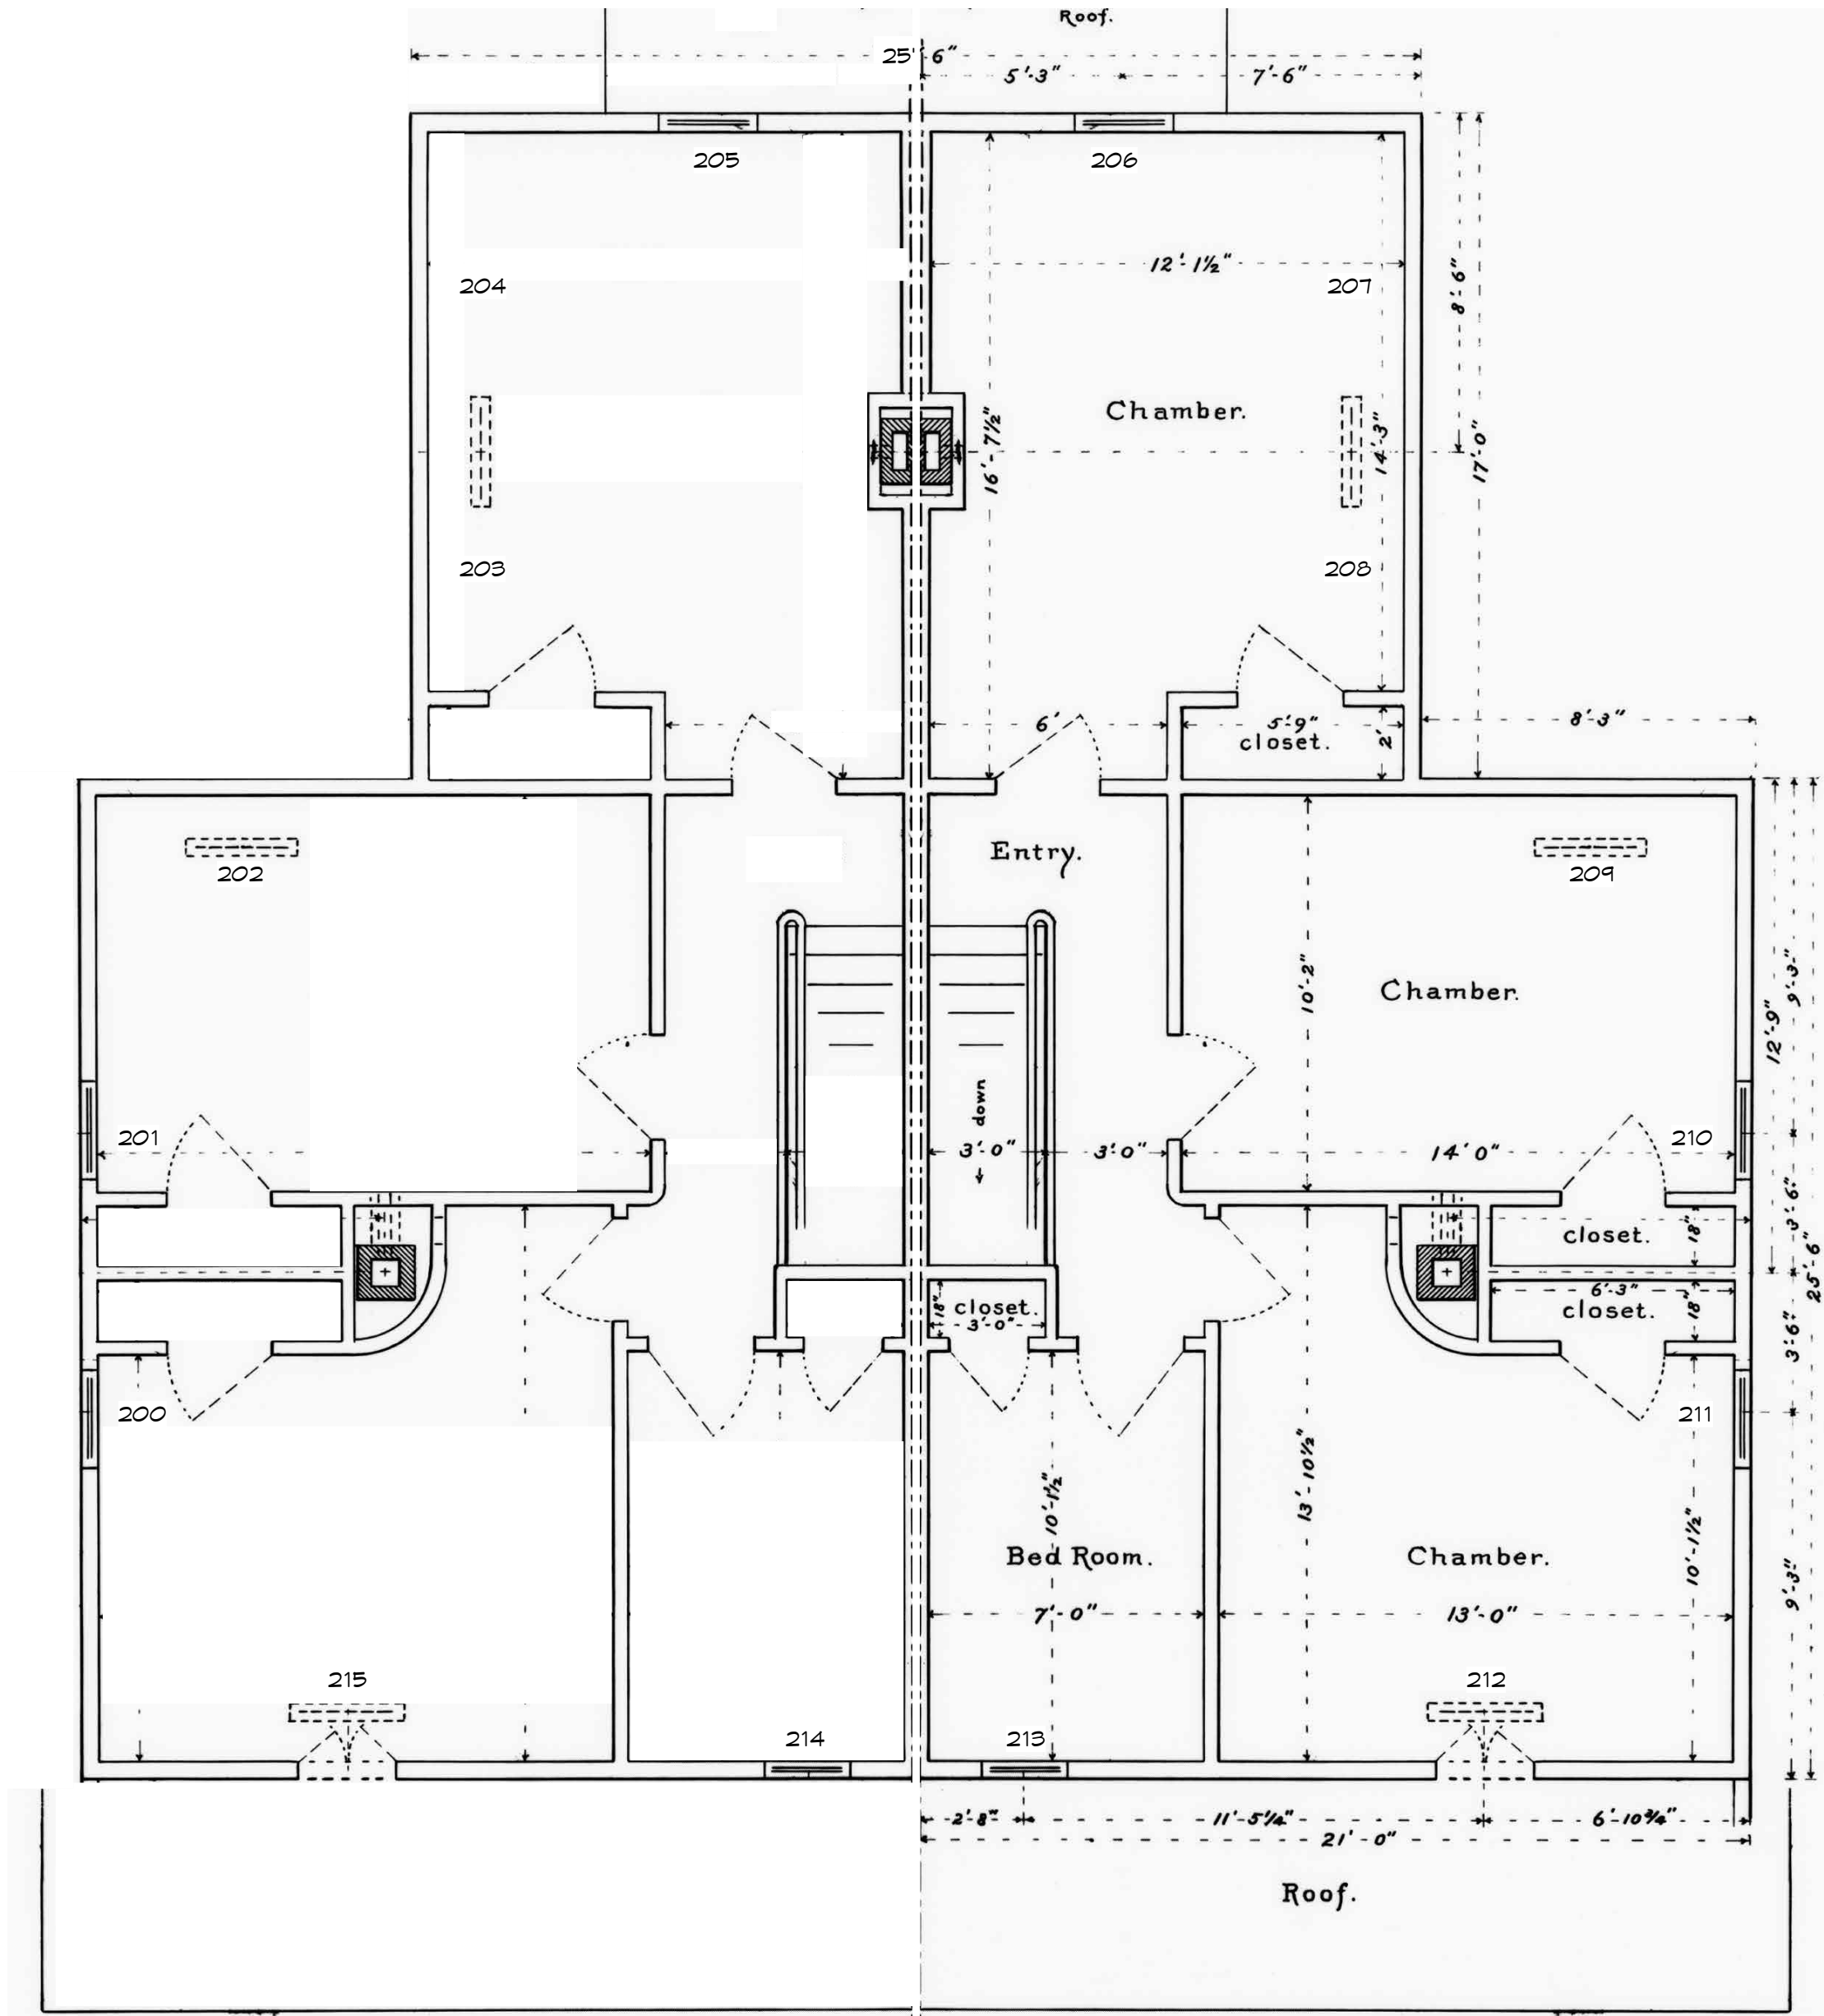 Roof.
25'-6"
5'-3" 7'-6"
205 206
12'-1½"
204 207
8'-6"
Chamber.
16'-7½"
14'-3"
17'-0"
203 208
6' 5'-9" 8'-3"
closet. 2'
Entry.
202 209
10'-2"
Chamber.
9'-3"
12'-9"
down
201 210
3'-0" 3'-0" 14'0"
closet. 18"
3'-6"
25'-6"
6'-3"
18" closet. closet. 18"
3'-0"
3'-6"
200 211
13'-10½"
10'-1½"
10'-1½"
Bed Room. Chamber.
9'-3"
7'-0" 13'-0"
215 212
214 213
2'-8" 11'-5¼" 6'-10¾"
21'-0"
Roof.